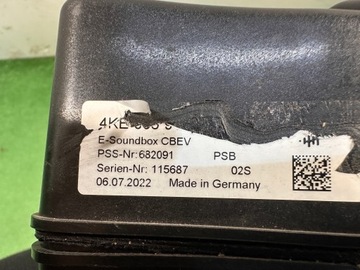 E-Soundbox CBEV
PSS-Nr:682091 PSB
Serien-Nr: 115687 02S
06.07.2022 Made in Germany